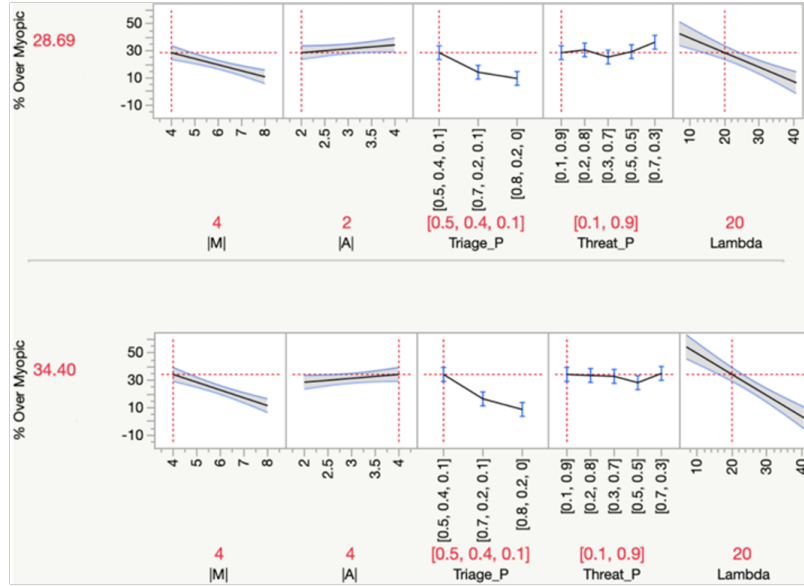 % Over Myopic
28.69
50
30
10
-10
4 5 6 7 8
2 2.5 3 3.5 4
[0.5, 0.4, 0.1] [0.7, 0.2, 0.1] [0.8, 0.2, 0]
[0.1, 0.9] [0.2, 0.8] [0.3, 0.7] [0.5, 0.5] [0.7, 0.3]
10 20 30 40
4 2 [0.5, 0.4, 0.1] [0.1, 0.9] 20
|M| |A| Triage_P Threat_P Lambda
% Over Myopic
34.40
50
30
10
-10
4 5 6 7 8
2 2.5 3 3.5 4
[0.5, 0.4, 0.1] [0.7, 0.2, 0.1] [0.8, 0.2, 0]
[0.1, 0.9] [0.2, 0.8] [0.3, 0.7] [0.5, 0.5] [0.7, 0.3]
10 20 30 40
4 4 [0.5, 0.4, 0.1] [0.1, 0.9] 20
|M| |A| Triage_P Threat_P Lambda